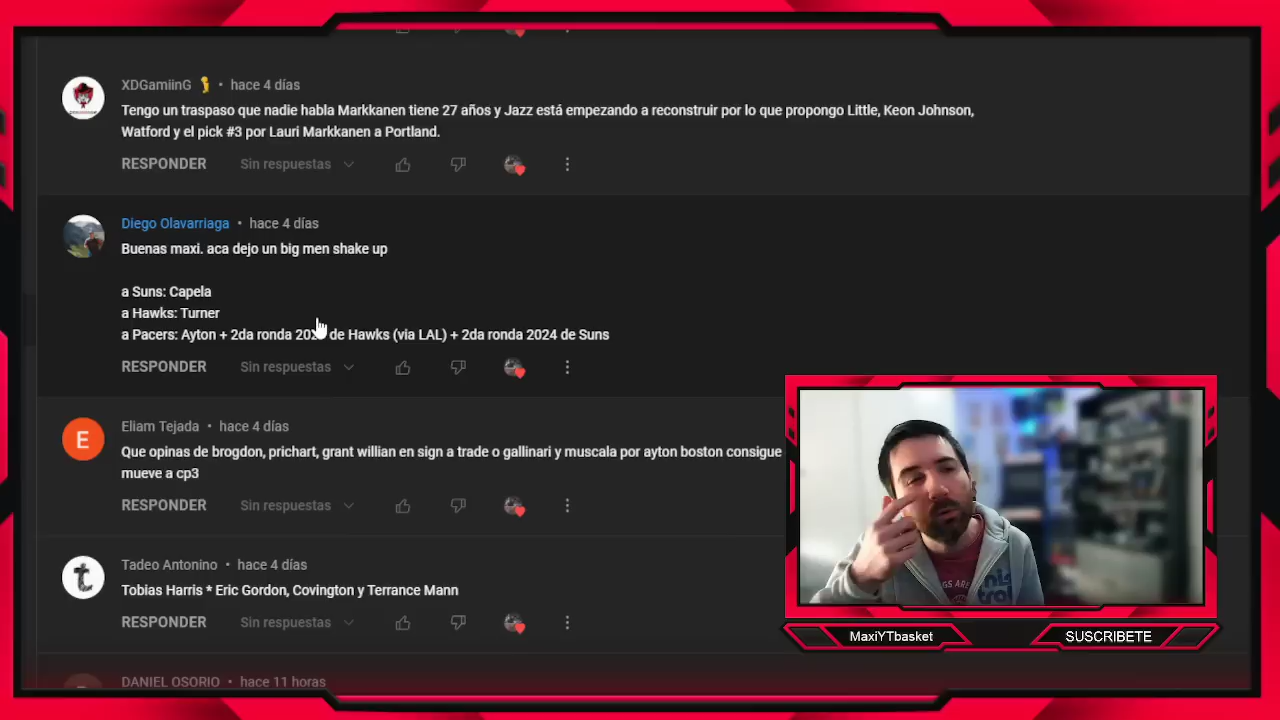 XDGamiinG • hace 4 días
Tengo un traspaso que nadie habla Markkanen tiene 27 años y Jazz está empezando a reconstruir por lo que propongo Little, Keon Johnson,
Watford y el pick #3 por Lauri Markkanen a Portland.
RESPONDER Sin respuestas
Diego Olavarriaga • hace 4 días
Buenas maxi. aca dejo un big men shake up
a Suns: Capela
a Hawks: Turner
a Pacers: Ayton + 2da ronda de Hawks (via LAL) + 2da ronda 2024 de Suns
RESPONDER Sin respuestas
E
Eliam Tejada • hace 4 días
Que opinas de brogdon, prichart, grant willian en sign a trade o gallinari y muscala por ayton boston consigue
mueve a cp3
RESPONDER Sin respuestas
t
Tadeo Antonino • hace 4 días
Tobias Harris * Eric Gordon, Covington y Terrance Mann
RESPONDER Sin respuestas
DANIEL OSORIO • hace 11 horas
MaxiYTbasket
SUSCRIBETE